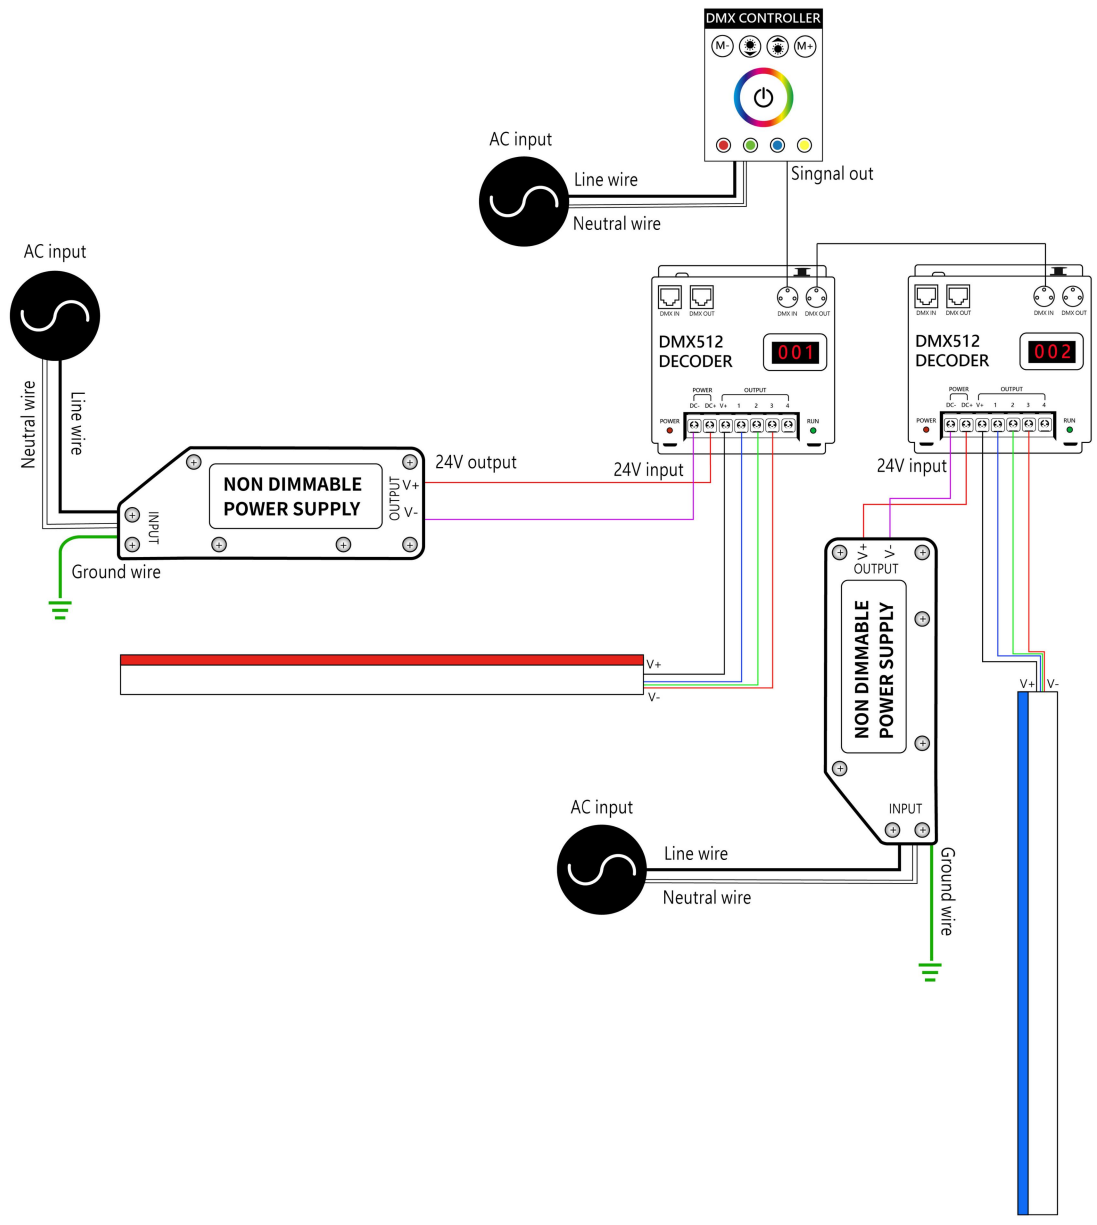 DMX CONTROLLER
M-
M+
AC input
Line wire
Neutral wire
Singnal out
AC input
Neutral wire
Line wire
DMX IN
DMX OUT
DMX IN
DMX OUT
DMX512
DECODER
001
POWER
OUTPUT
DC-
DC+
V+
1
2
3
4
POWER
RUN
24V input
DMX IN
DMX OUT
DMX IN
DMX OUT
DMX512
DECODER
002
POWER
OUTPUT
DC-
DC+
V+
1
2
3
4
POWER
RUN
24V input
NON DIMMABLE
POWER SUPPLY
INPUT
OUTPUT
V+
V-
24V output
Ground wire
V+
V-
V+
V-
OUTPUT
NON DIMMABLE
POWER SUPPLY
INPUT
V+
V-
AC input
Line wire
Neutral wire
Ground wire